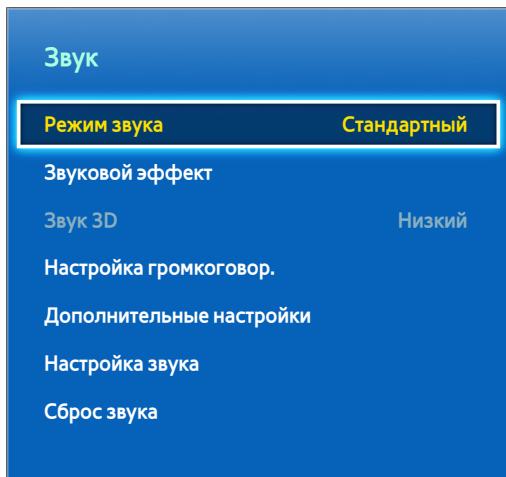 Звук
Режим звука Стандартный
Звуковой эффект
Звук 3D Низкий
Настройка громкоговор.
Дополнительные настройки
Настройка звука
Сброс звука